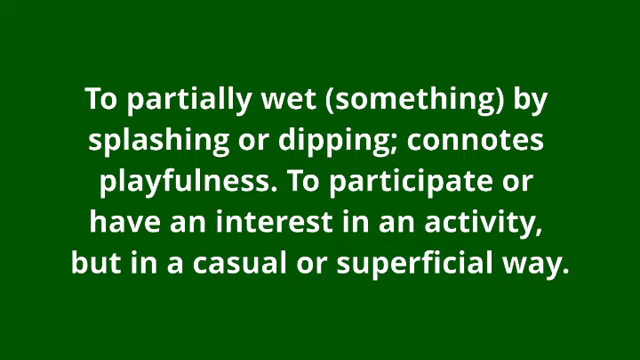 To partially wet (something) by
splashing or dipping; connotes
playfulness. To participate or
have an interest in an activity,
but in a casual or superficial way.